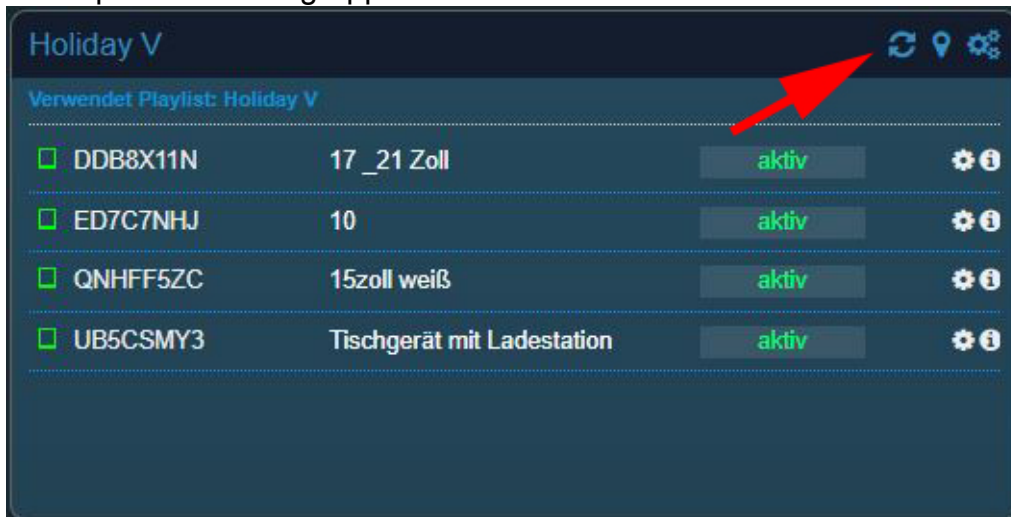 Holiday V
Verwendet Playlist: Holiday V
DDB8X11N 17 _21 Zoll aktiv
ED7C7NHJ 10 aktiv
QNHFF5ZC 15zoll weiß aktiv
UB5CSMY3 Tischgerät mit Ladestation aktiv